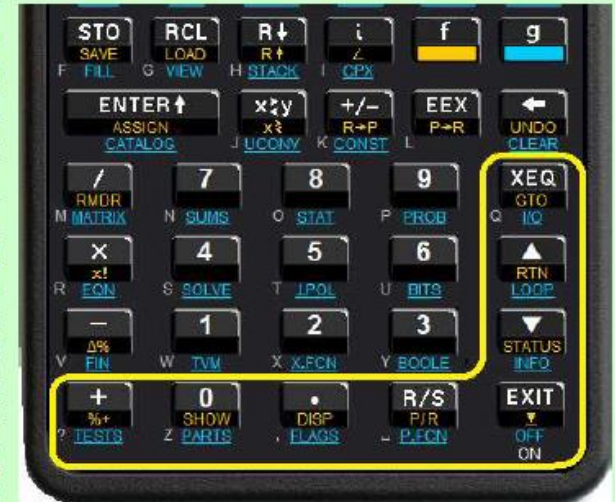 STO RCL R↓ i f g
SAVE LOAD R↑ ∠
F FILL G VIEW H STACK I CPX
ENTER↑ x⇄y +/− EEX ←
ASSIGN R→P P→R UNDO
CATALOG J UCONV K CONST L CLEAR
/ 7 8 9 XEQ
RMDR GTO
M MATRIX N SUMS O STAT P PROB Q I/O
× 4 5 6 ▲
x! RTN
R EQN S SOLVE T I.POL U BITS LOOP
− 1 2 3 ▼
Δ% STATUS
V FIN W TVM X X.FCN Y BOOLE INFO
+ 0 . R/S EXIT
%+ SHOW DISP P/R
? TESTS Z PARTS , FLAGS ␣ P.FCN OFF
ON